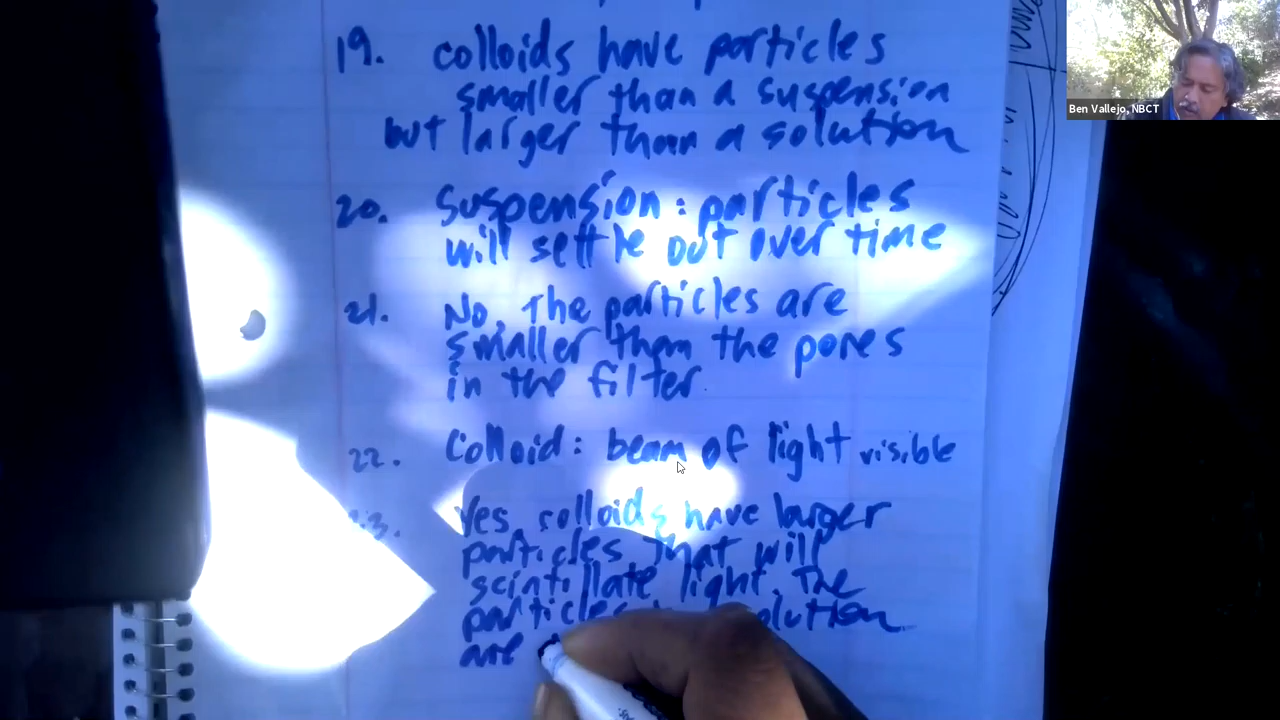 19. colloids have particles
smaller than a suspension
but larger than a solution
20. Suspension: particles
will settle out over time
21. No, the particles are
smaller than the pores
in the filter.
22. Colloid: beam of light visible
Yes, colloids have larger
particles that will
scintillate light. The
particles solution
are
Ben Vallejo, NBCT